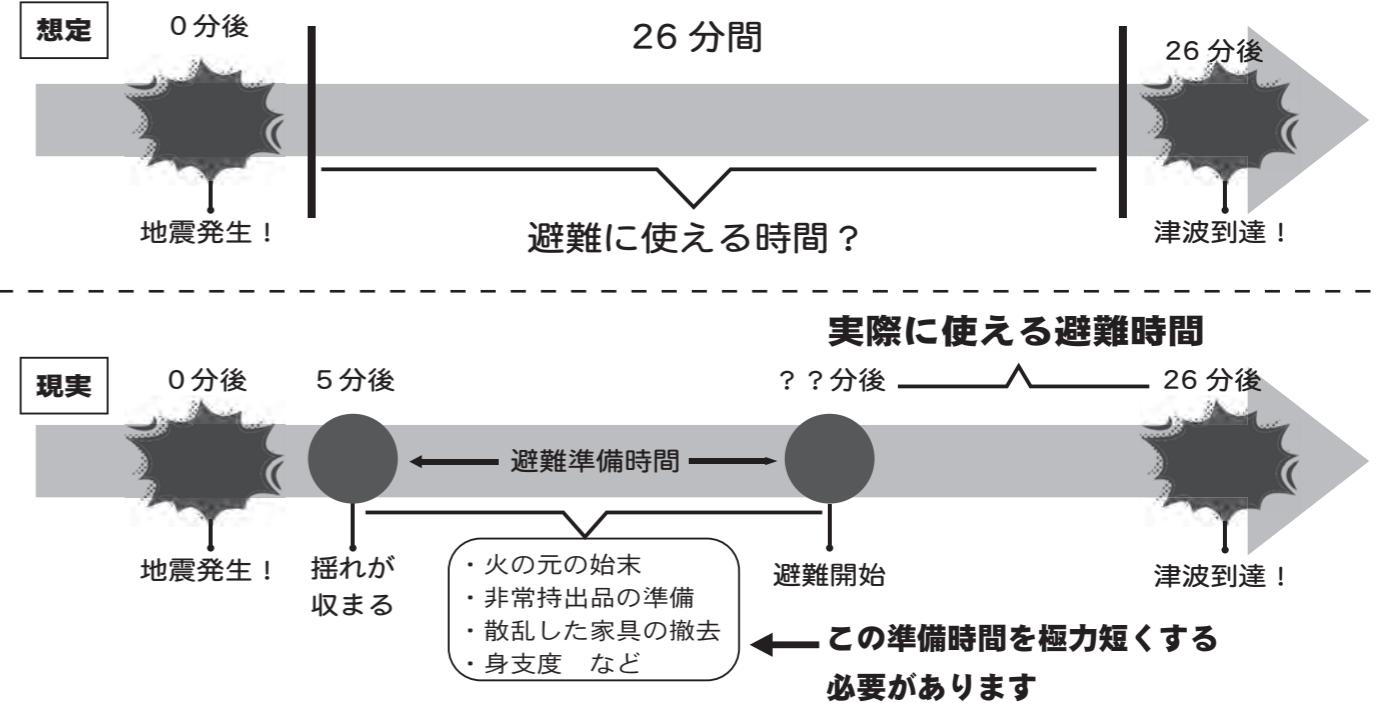 想定
0分後
26分間
26分後
地震発生!
避難に使える時間?
津波到達!
実際に使える避難時間
現実
0分後
5分後
??分後
26分後
避難準備時間
地震発生!
揺れが
収まる
・火の元の始末
・非常持出品の準備
・散乱した家具の撤去
・身支度 など
避難開始
津波到達!
この準備時間を極力短くする
必要があります